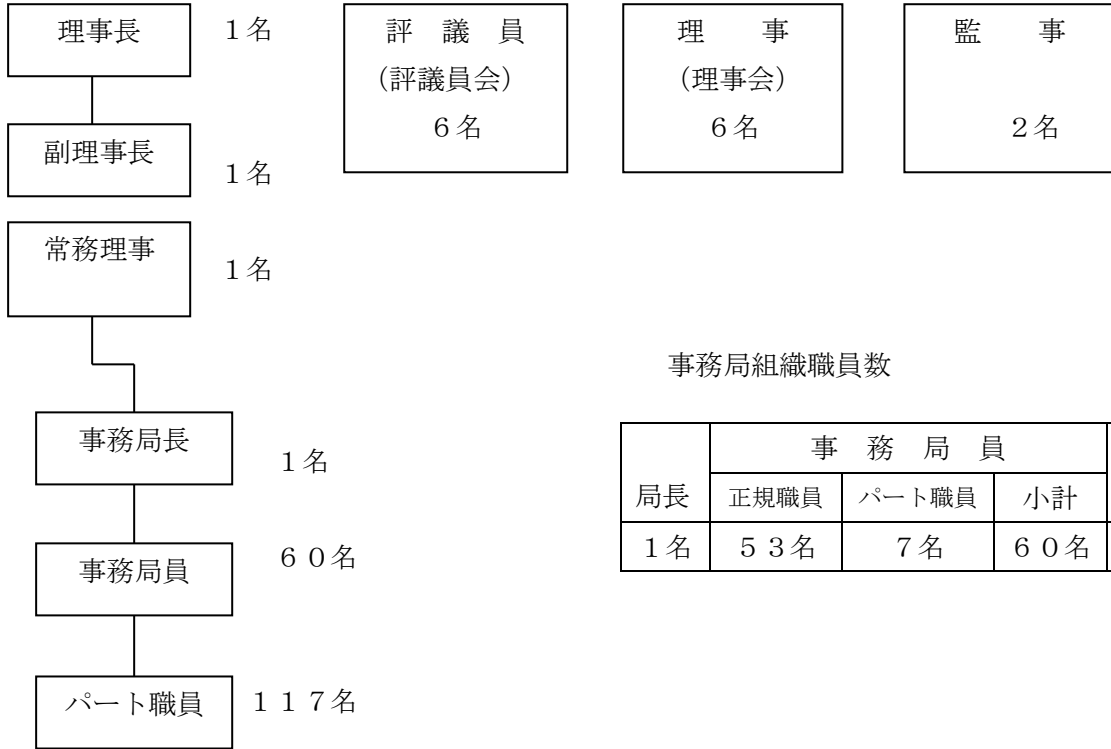 理事長
１名
副理事長
１名
常務理事
１名
事務局長
１名
事務局員
６０名
パート職員
１１７名
評　議　員
（評議員会）
６名
理　　事
（理事会）
６名
監　　事
２名
事務局組織職員数
局長
事　務　局　員
正規職員
パート職員
小計
１名
５３名
７名
６０名